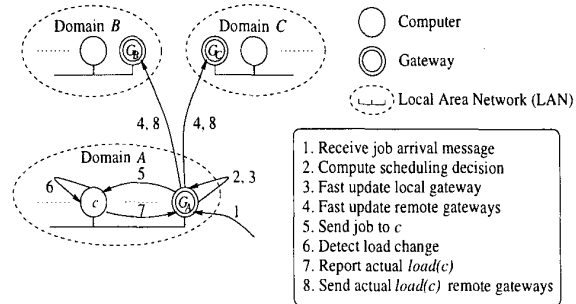 Domain B
Domain C
G_B
G_C
Computer
Gateway
Local Area Network (LAN)
4, 8
4, 8
Domain A
5
6
2, 3
c
G_A
7
1
1. Receive job arrival message
2. Compute scheduling decision
3. Fast update local gateway
4. Fast update remote gateways
5. Send job to c
6. Detect load change
7. Report actual load(c)
8. Send actual load(c) remote gateways